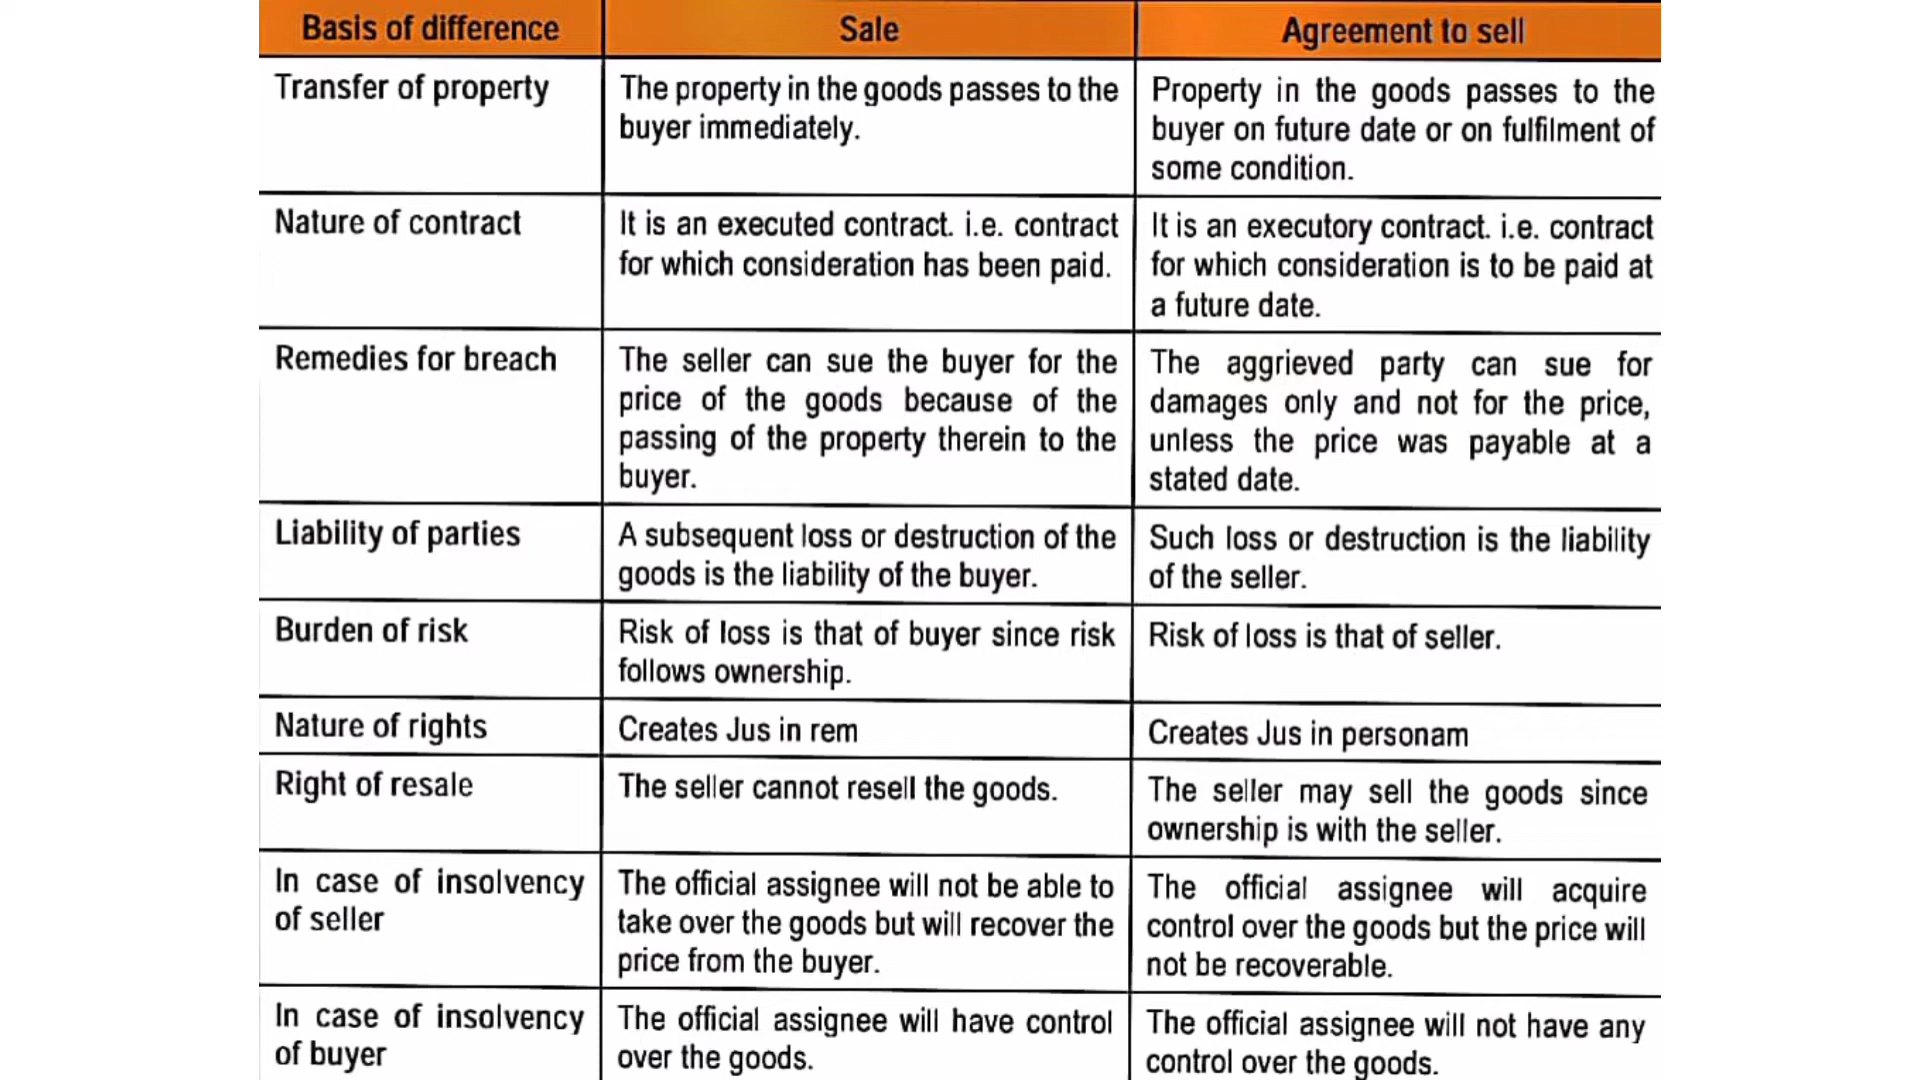 Basis of difference
Sale
Agreement to sell
Transfer of property
The property in the goods passes to the
buyer immediately.
Property in the goods passes to the
buyer on future date or on fulfilment of
some condition.
Nature of contract
It is an executed contract. i.e. contract
for which consideration has been paid.
It is an executory contract. i.e. contract
for which consideration is to be paid at
a future date.
Remedies for breach
The seller can sue the buyer for the
price of the goods because of the
passing of the property therein to the
buyer.
The aggrieved party can sue for
damages only and not for the price,
unless the price was payable at a
stated date.
Liability of parties
A subsequent loss or destruction of the
goods is the liability of the buyer.
Such loss or destruction is the liability
of the seller.
Burden of risk
Risk of loss is that of buyer since risk
follows ownership.
Risk of loss is that of seller.
Nature of rights
Creates Jus in rem
Creates Jus in personam
Right of resale
The seller cannot resell the goods.
The seller may sell the goods since
ownership is with the seller.
In case of insolvency
of seller
The official assignee will not be able to
take over the goods but will recover the
price from the buyer.
The official assignee will acquire
control over the goods but the price will
not be recoverable.
In case of insolvency
of buyer
The official assignee will have control
over the goods.
The official assignee will not have any
control over the goods.